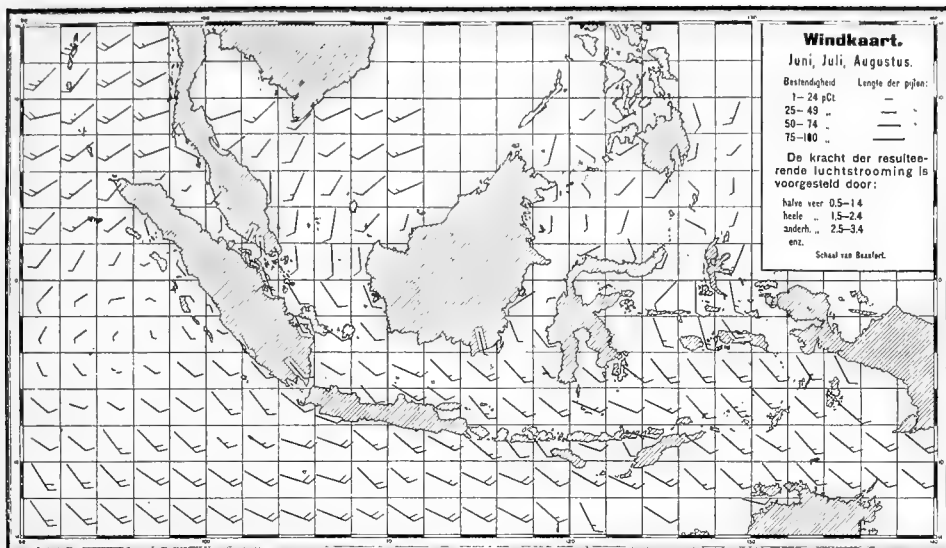 Windkaart.
Juni, Juli, Augustus.
Bestendigheid Lengte der pijlen:
1–24 pCt.
25–49 „
50–74 „
75–100 „
De kracht der resultee-
rende luchtstrooming is
voorgesteld door:
halve veer 0.5–1.4
heele „ 1.5–2.4
anderh. „ 2.5–3.4
enz.
Schaal van Beaufort.